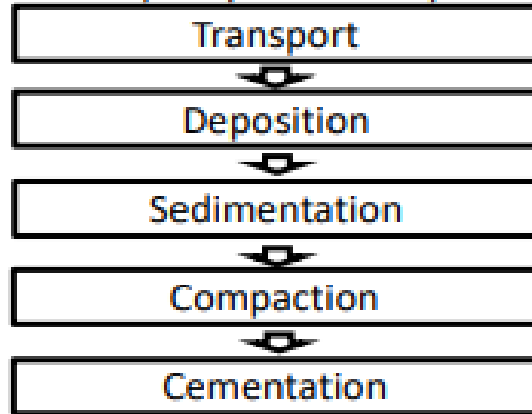 Transport
Deposition
Sedimentation
Compaction
Cementation